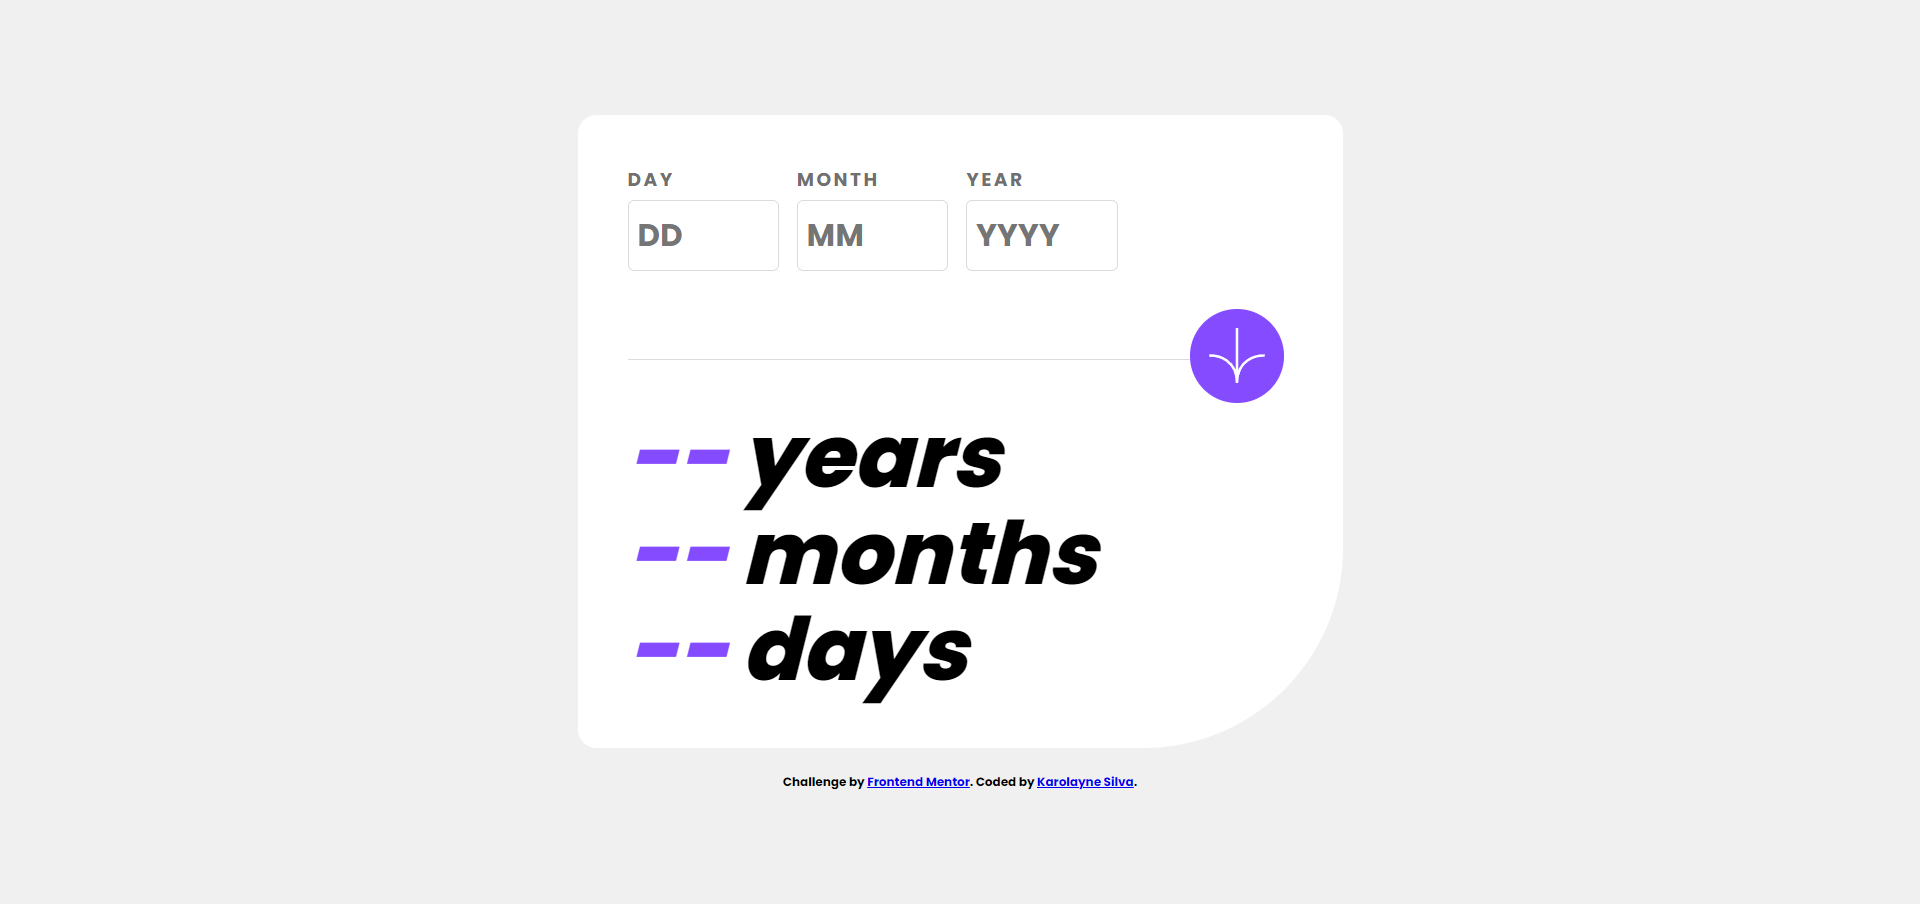 DAY MONTH YEAR
DD MM YYYY
-- years
-- months
-- days
Challenge by Frontend Mentor. Coded by Karolayne Silva.